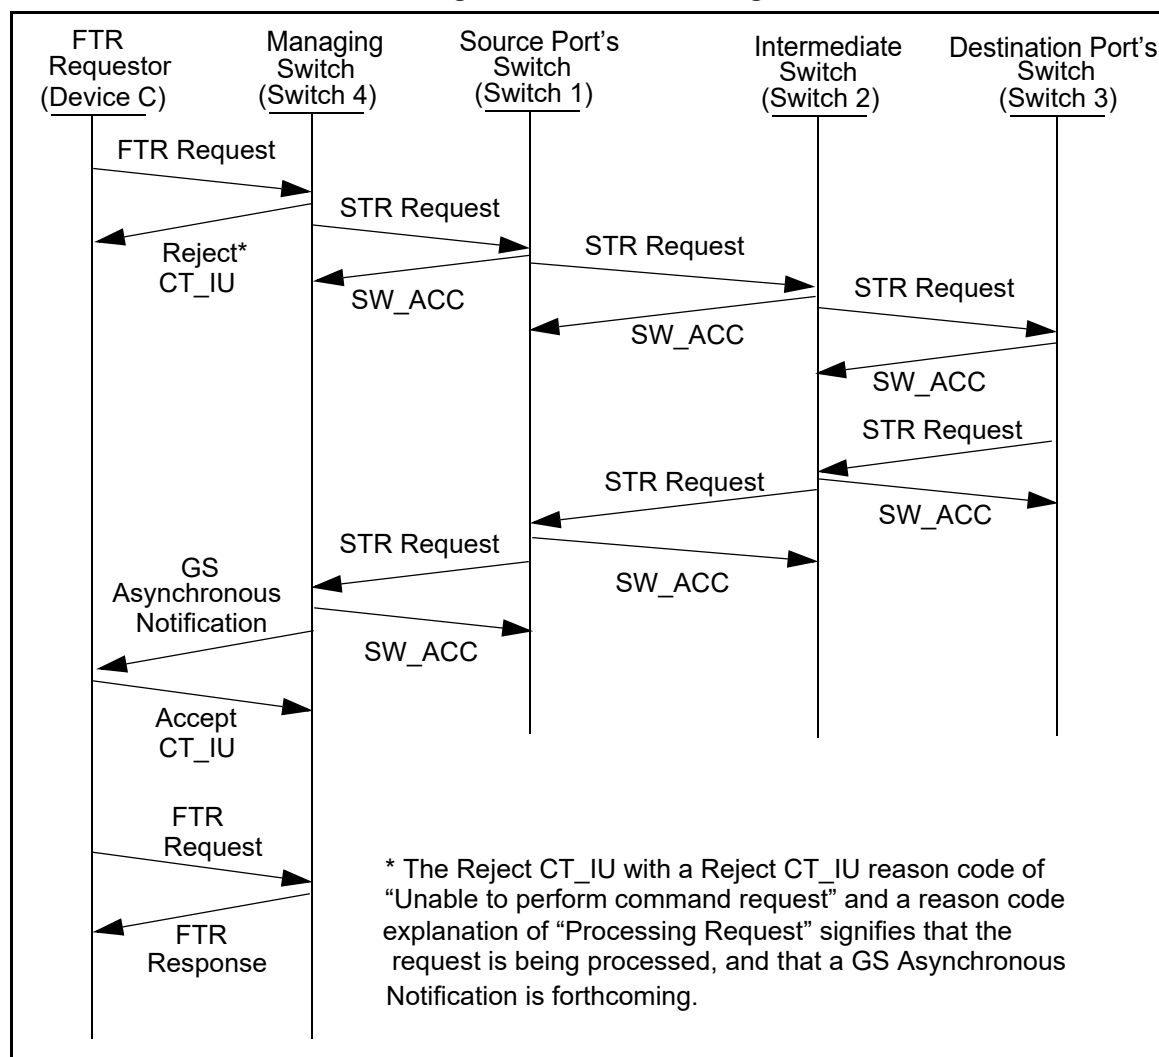 FTR
Requestor
(Device C)
Managing
Switch
(Switch 4)
Source Port’s
Switch
(Switch 1)
Intermediate
Switch
(Switch 2)
Destination Port’s
Switch
(Switch 3)
FTR Request
STR Request
Reject*
CT_IU
STR Request
SW_ACC
STR Request
SW_ACC
SW_ACC
STR Request
STR Request
SW_ACC
STR Request
SW_ACC
GS
Asynchronous
Notification
SW_ACC
Accept
CT_IU
FTR
Request
FTR
Response
* The Reject CT_IU with a Reject CT_IU reason code of
“Unable to perform command request” and a reason code
explanation of “Processing Request” signifies that the
request is being processed, and that a GS Asynchronous
Notification is forthcoming.